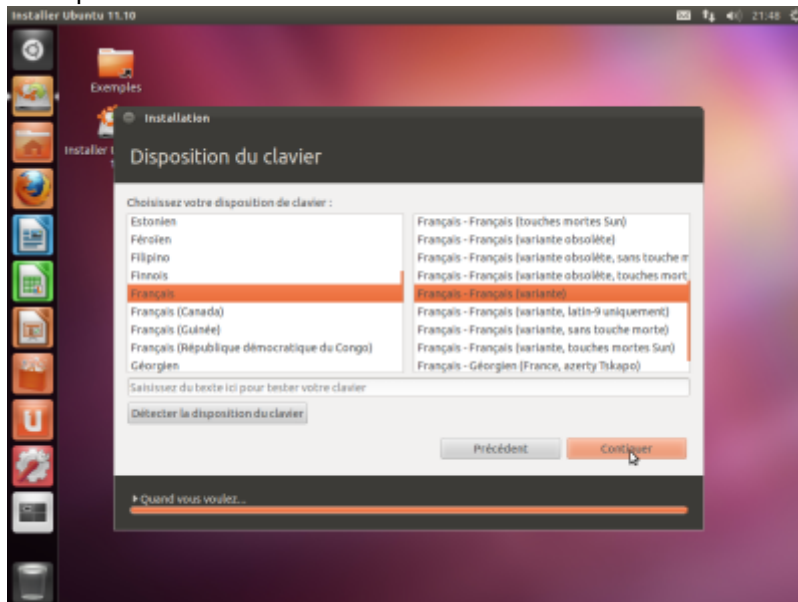 Installer Ubuntu 11.10
21:48
Exemples
Installer
Installation
Disposition du clavier
Choisissez votre disposition de clavier :
Estonien
Féroïen
Filipino
Finnois
Français
Français (Canada)
Français (Guinée)
Français (République démocratique du Congo)
Géorgien
Français - Français (touches mortes Sun)
Français - Français (variante obsolète)
Français - Français (variante obsolète, sans touche m
Français - Français (variante obsolète, touches mort
Français - Français (variante)
Français - Français (variante, latin-9 uniquement)
Français - Français (variante, sans touche morte)
Français - Français (variante, touches mortes Sun)
Français - Géorgien (France, azerty Tskapo)
Saisissez du texte ici pour tester votre clavier
Détecter la disposition du clavier
Précédent
Continuer
Quand vous voulez...